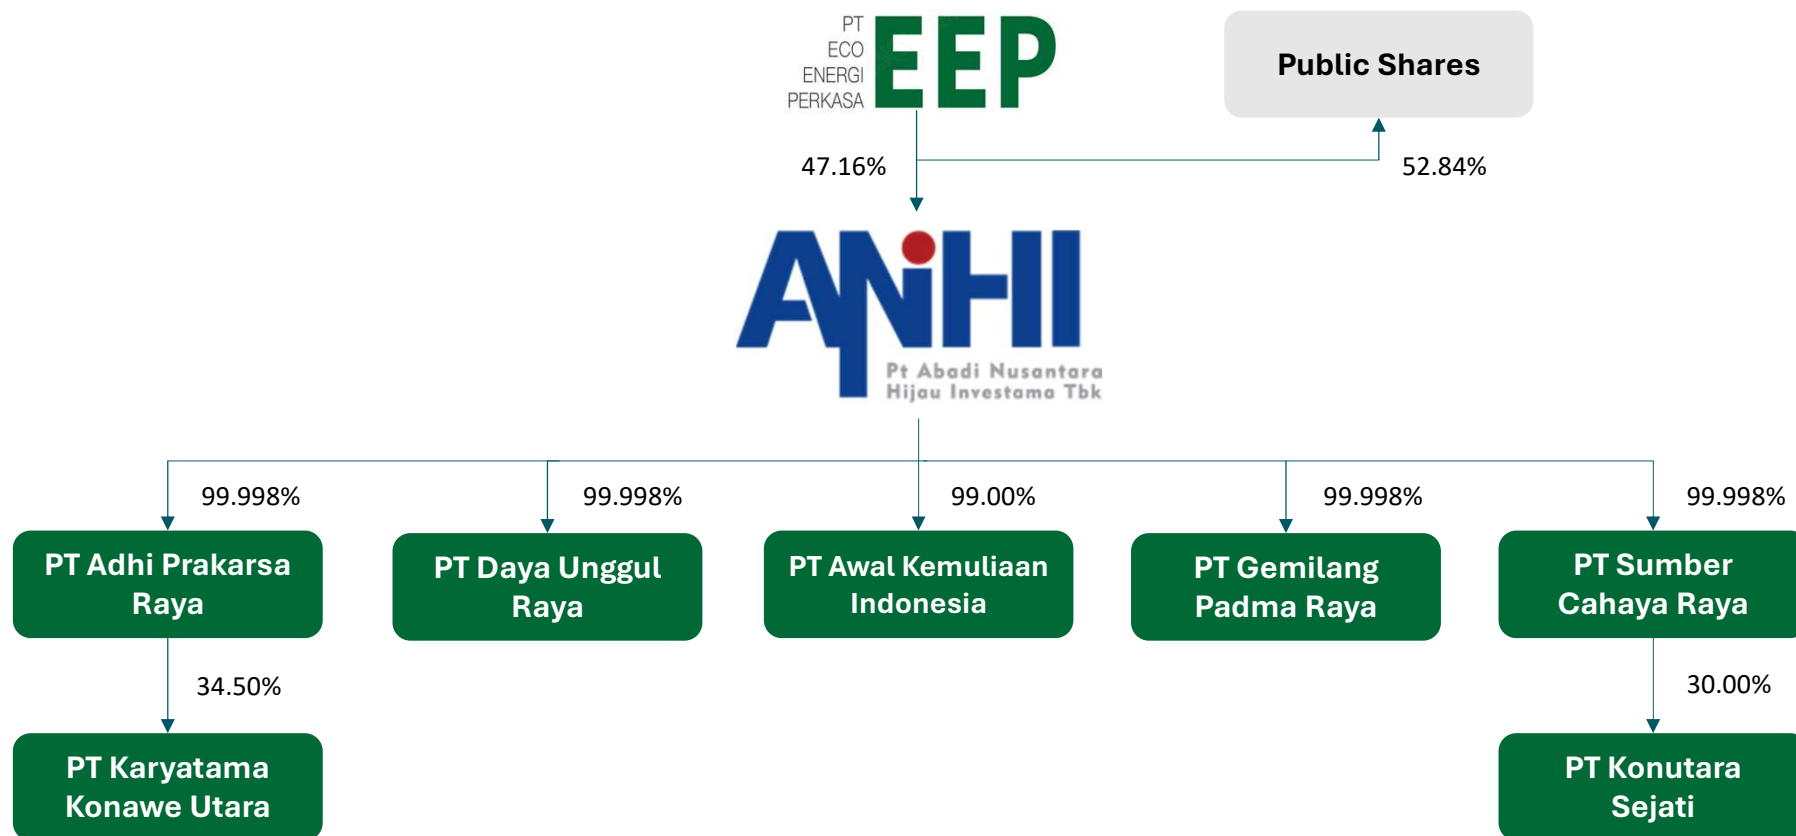 PT
ECO
ENERGI
PERKASA
EEP
Public Shares
47.16%
52.84%
ANHI
Pt Abadi Nusantara
Hijau Investama Tbk
99.998%
99.998%
99.00%
99.998%
99.998%
PT Adhi Prakarsa
Raya
PT Daya Unggul
Raya
PT Awal Kemuliaan
Indonesia
PT Gemilang
Padma Raya
PT Sumber
Cahaya Raya
34.50%
30.00%
PT Karyatama
Konawe Utara
PT Konutara
Sejati